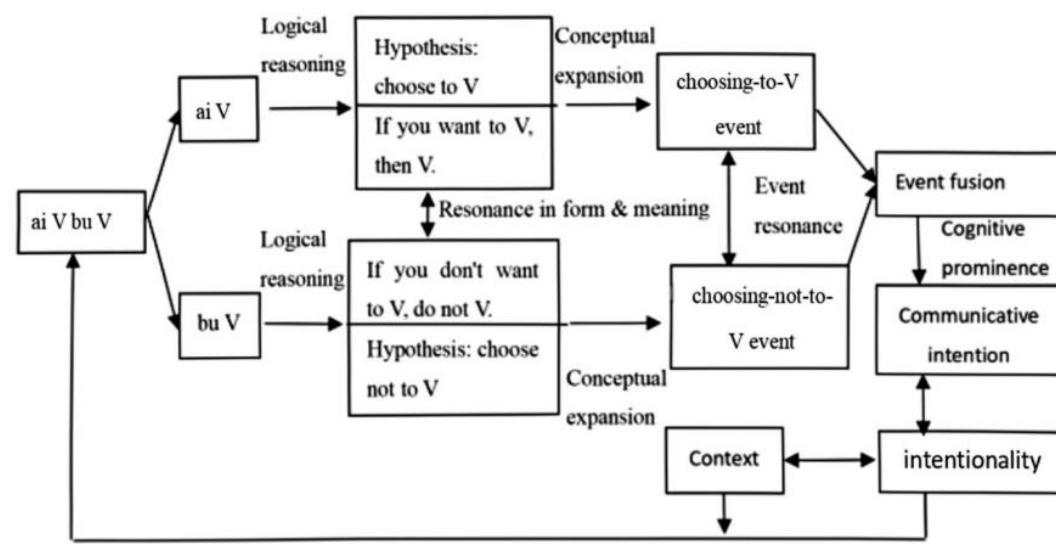 ai V bu V
ai V
bu V
Logical
reasoning
Hypothesis:
choose to V
If you want to V,
then V.
Conceptual
expansion
choosing-to-V
event
Resonance in form & meaning
Event
resonance
Logical
reasoning
If you don't want
to V, do not V.
Hypothesis: choose
not to V
Conceptual
expansion
choosing-not-to-
V event
Event fusion
Cognitive
prominence
Communicative
intention
Context
intentionality